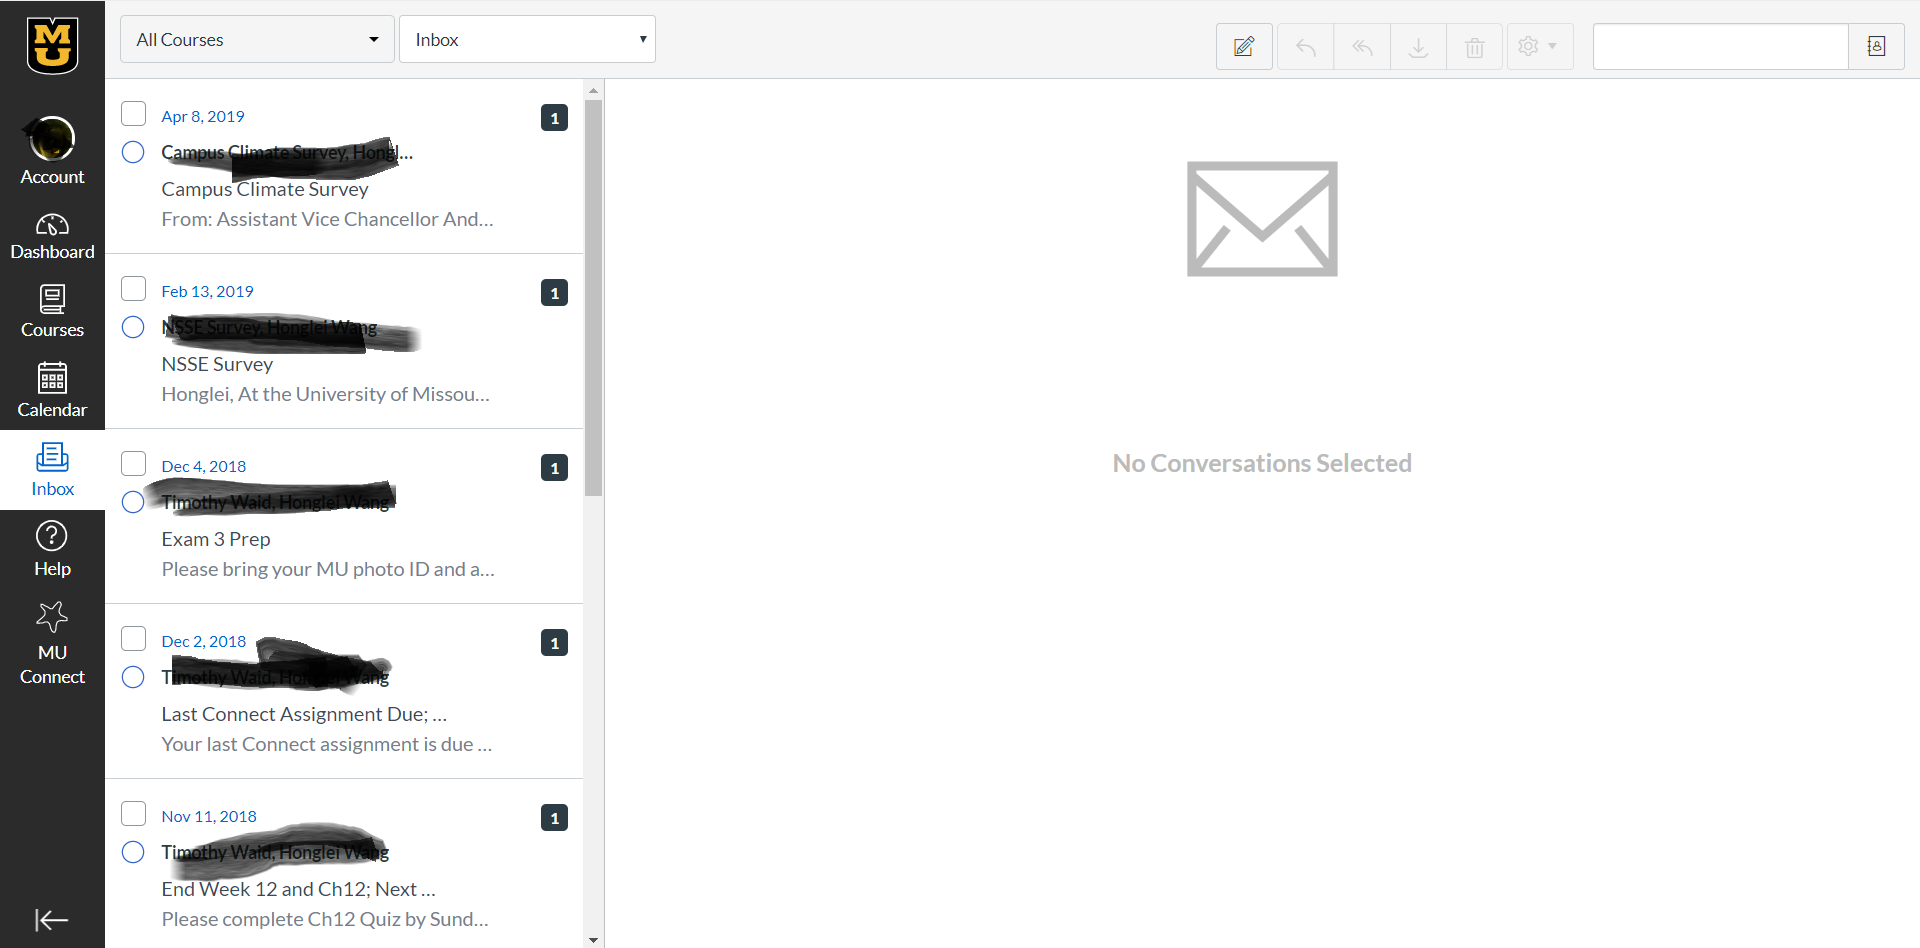 MU
All Courses
Inbox
Account
Dashboard
Courses
Calendar
Inbox
Help
MU
Connect
Apr 8, 2019
1
Campus Climate Survey, Hongl...
Campus Climate Survey
From: Assistant Vice Chancellor And...
Feb 13, 2019
1
NSSE Survey, Honglei Wang
NSSE Survey
Honglei, At the University of Missou...
Dec 4, 2018
1
Timothy Waid, Honglei Wang
Exam 3 Prep
Please bring your MU photo ID and a...
Dec 2, 2018
1
Timothy Waid, Honglei Wang
Last Connect Assignment Due; ...
Your last Connect assignment is due ...
Nov 11, 2018
1
Timothy Waid, Honglei Wang
End Week 12 and Ch12; Next ...
Please complete Ch12 Quiz by Sund...
No Conversations Selected